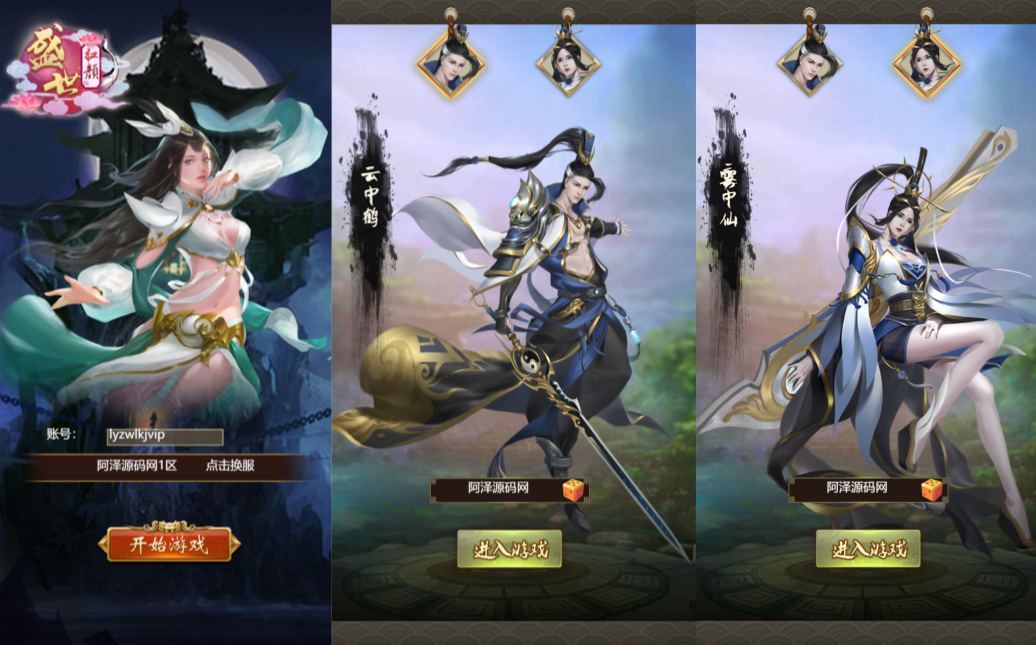 盛世
红颜
账号：
lyzwlkjvip
阿泽源码网1区 点击换服
开始游戏
云中鹤
阿泽源码网
进入游戏
雾中仙
阿泽源码网
进入游戏